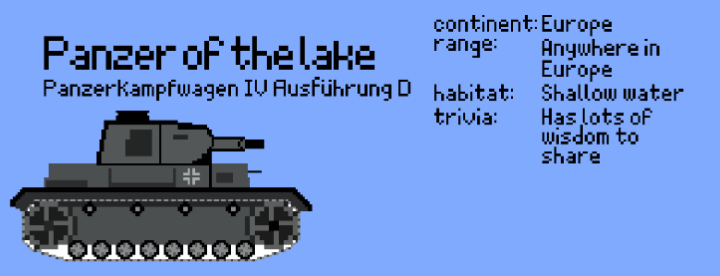 Panzer of the lake
PanzerKampfwagen IV Ausführung D
continent: Europe
range: Anywhere in
Europe
habitat: Shallow water
trivia: Has lots of
wisdom to
share